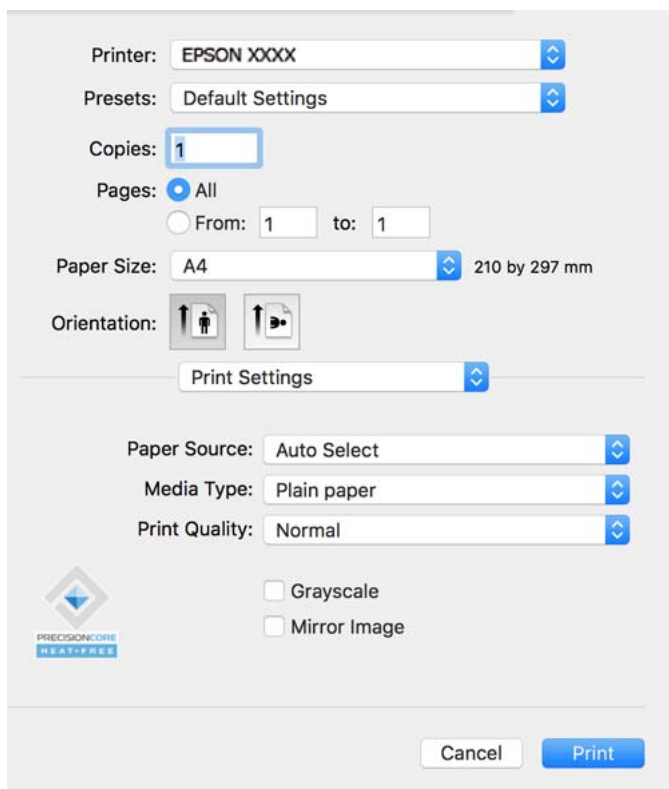 Printer: EPSON XXXX
Presets: Default Settings
Copies: 1
Pages: All
From: 1 to: 1
Paper Size: A4 210 by 297 mm
Orientation:
Print Settings
Paper Source: Auto Select
Media Type: Plain paper
Print Quality: Normal
Grayscale
Mirror Image
PRECISIONCORE
HEAT-FREE
Cancel Print